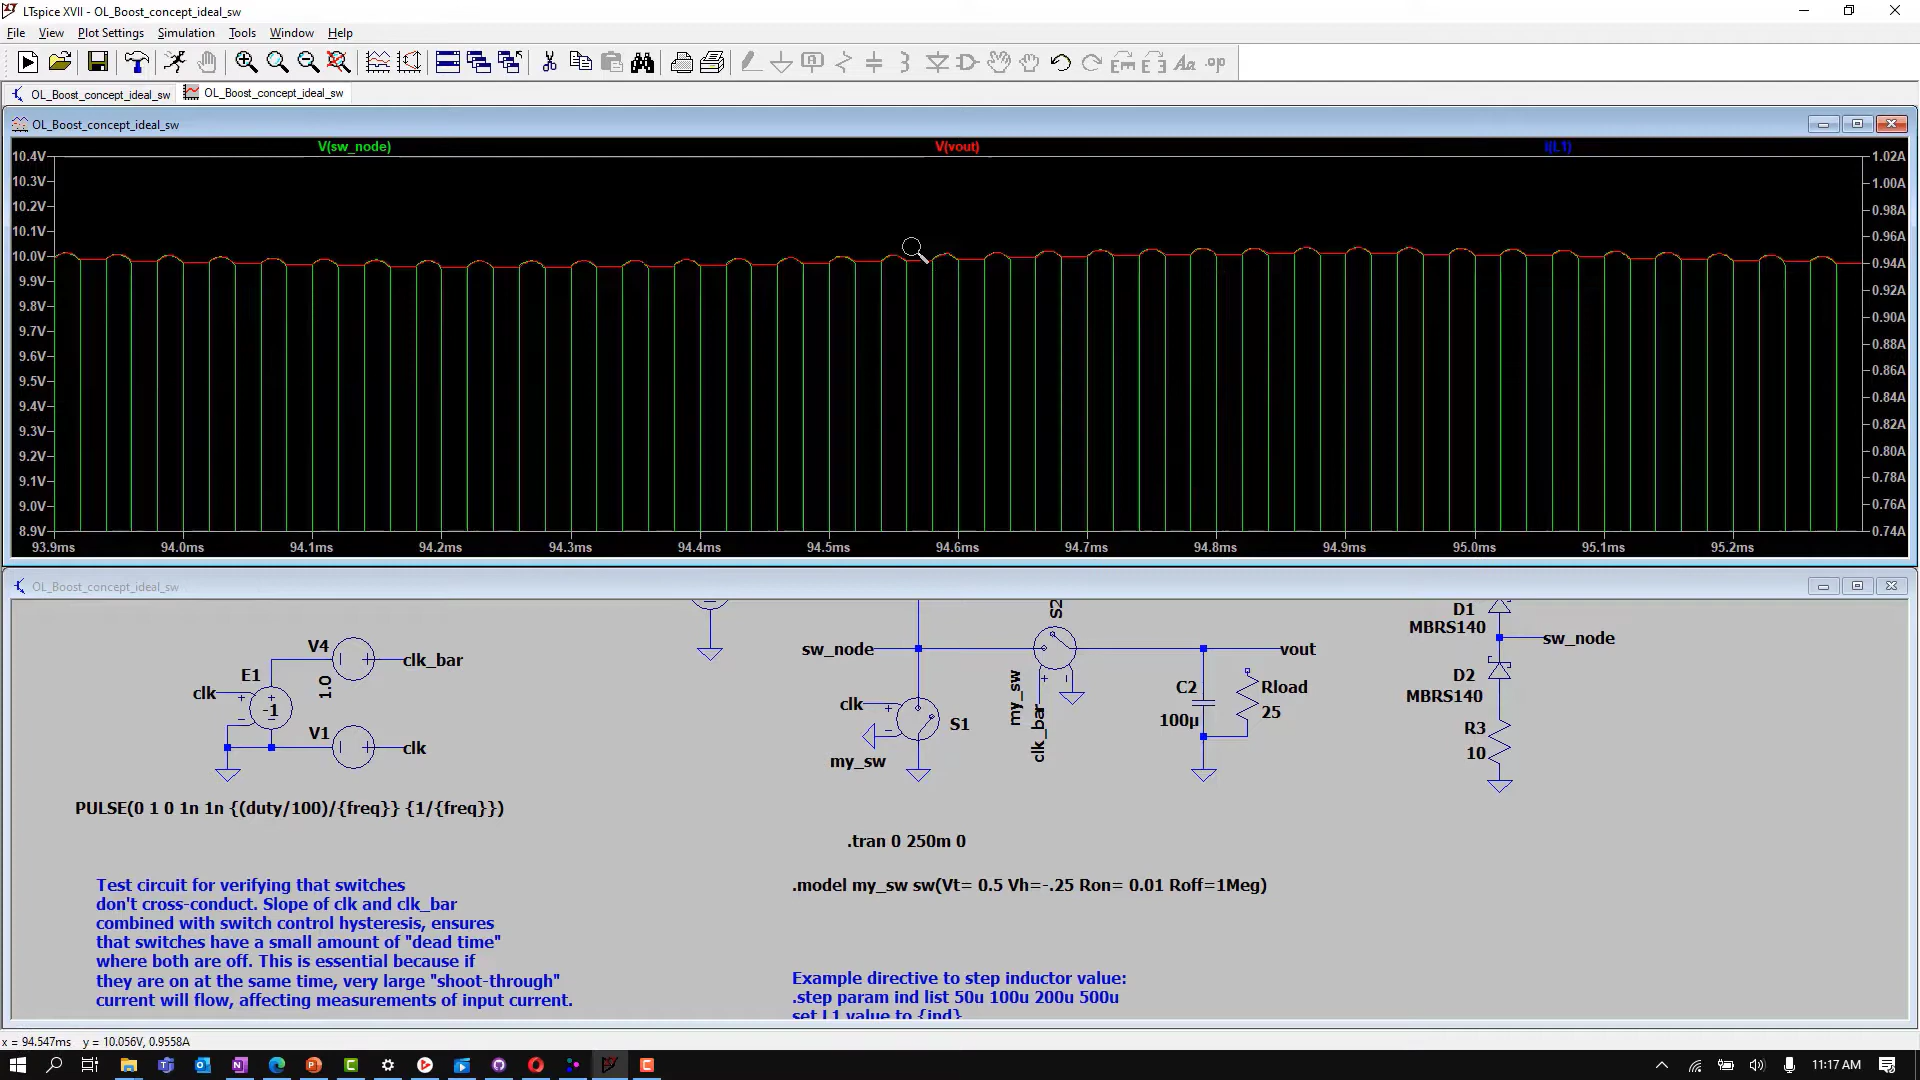 LTspice XVII - OL_Boost_concept_ideal_sw
File View Plot Settings Simulation Tools Window Help
OL_Boost_concept_ideal_sw OL_Boost_concept_ideal_sw
OL_Boost_concept_ideal_sw
V(sw_node) V(vout) I(L1)
10.4V 1.02A
10.3V 1.00A
10.2V 0.98A
10.1V 0.96A
10.0V 0.94A
9.9V 0.92A
9.8V 0.90A
9.7V 0.88A
9.6V 0.86A
9.5V 0.84A
9.4V 0.82A
9.3V 0.80A
9.2V 0.78A
9.1V 0.76A
9.0V 0.74A
8.9V
93.9ms 94.0ms 94.1ms 94.2ms 94.3ms 94.4ms 94.5ms 94.6ms 94.7ms 94.8ms 94.9ms 95.0ms 95.1ms 95.2ms
OL_Boost_concept_ideal_sw
V4
clk_bar
1.0
E1
clk
-1
V1
clk
PULSE(0 1 0 1n 1n {(duty/100)/{freq}} {1/{freq}})
S2
sw_node
vout
clk
S1
my_sw
my_sw
clk_bar
C2
100µ
Rload
25
D1
MBRS140
sw_node
D2
MBRS140
R3
10
.tran 0 250m 0
.model my_sw sw(Vt= 0.5 Vh=-.25 Ron= 0.01 Roff=1Meg)
Test circuit for verifying that switches
don't cross-conduct. Slope of clk and clk_bar
combined with switch control hysteresis, ensures
that switches have a small amount of "dead time"
where both are off. This is essential because if
they are on at the same time, very large "shoot-through"
current will flow, affecting measurements of input current.
Example directive to step inductor value:
.step param ind list 50u 100u 200u 500u
set L1 value to {ind}
x = 94.547ms y = 10.056V, 0.9558A
11:17 AM